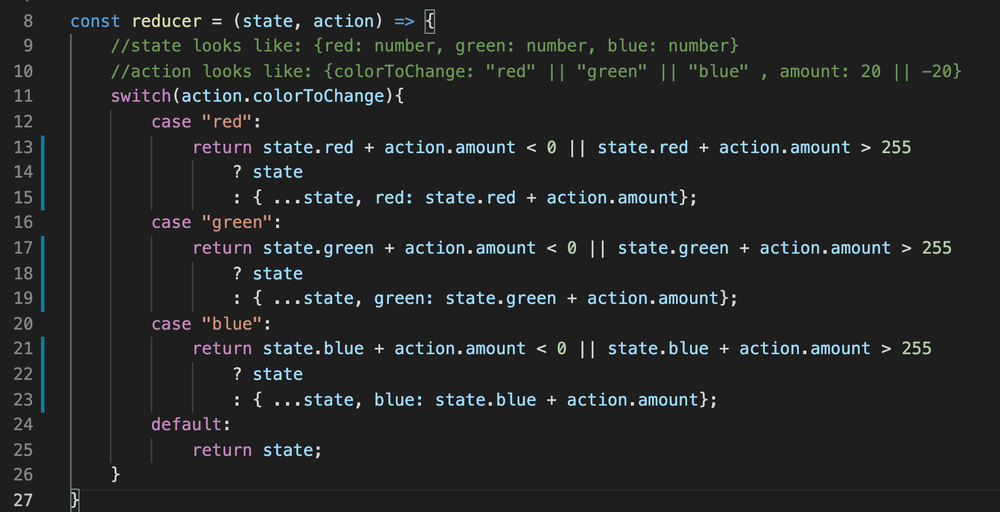 8 const reducer = (state, action) => {
9 //state looks like: {red: number, green: number, blue: number}
10 //action looks like: {colorToChange: "red" || "green" || "blue" , amount: 20 || -20}
11 switch(action.colorToChange){
12 case "red":
13 return state.red + action.amount < 0 || state.red + action.amount > 255
14 ? state
15 : { ...state, red: state.red + action.amount};
16 case "green":
17 return state.green + action.amount < 0 || state.green + action.amount > 255
18 ? state
19 : { ...state, green: state.green + action.amount};
20 case "blue":
21 return state.blue + action.amount < 0 || state.blue + action.amount > 255
22 ? state
23 : { ...state, blue: state.blue + action.amount};
24 default:
25 return state;
26 }
27 }